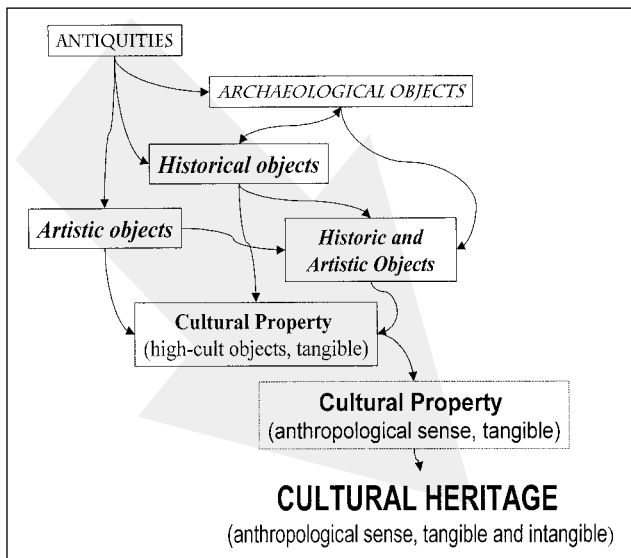 ANTIQUITIES
ARCHAEOLOGICAL OBJECTS
Historical objects
Artistic objects
Historic and
Artistic Objects
Cultural Property
(high-cult objects, tangible)
Cultural Property
(anthropological sense, tangible)
CULTURAL HERITAGE
(anthropological sense, tangible and intangible)